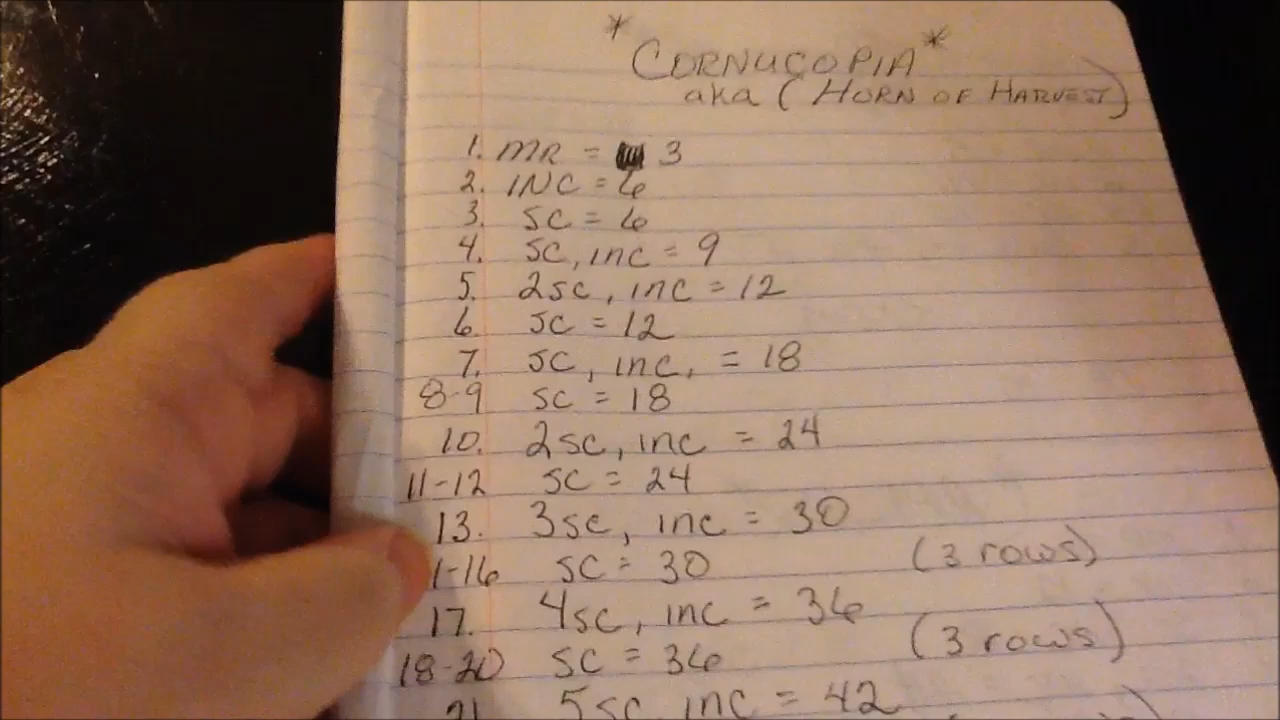 * CORNUCOPIA *
aka (HORN OF HARVEST)
1. MR = 3
2. INC = 6
3. SC = 6
4. SC, inc = 9
5. 2SC, inc = 12
6. SC = 12
7. SC, inc, = 18
8-9 SC = 18
10. 2SC, inc = 24
11-12 SC = 24
13. 3SC, inc = 30
-16 SC = 30 (3 rows)
17. 4SC, inc = 36
18-20 SC = 36 (3 rows)
21. 5SC, inc = 42